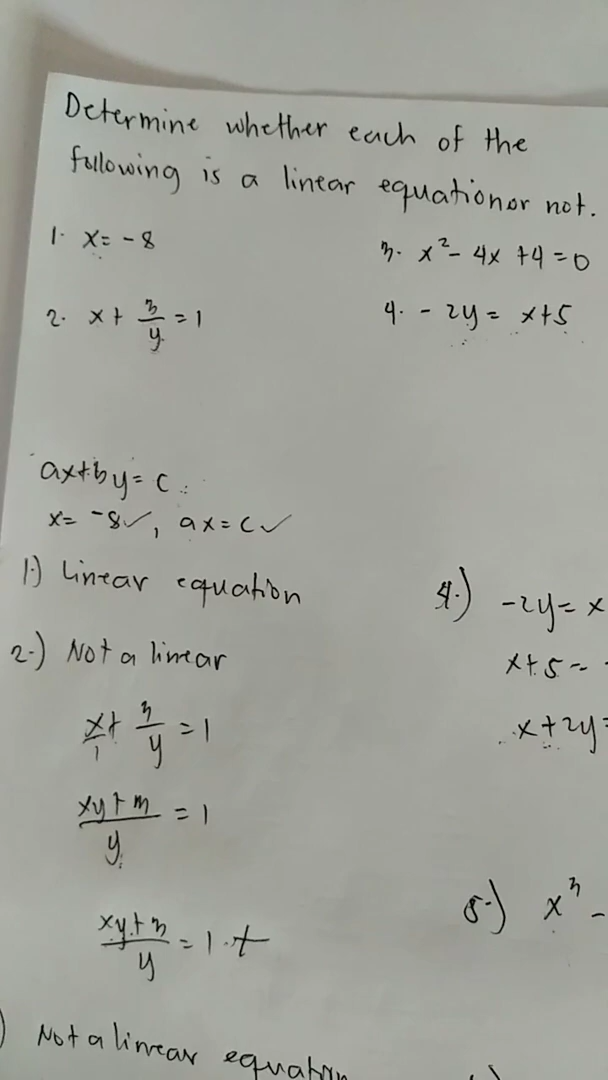 Determine whether each of the
following is a linear equation or not.
1. x = -8
3. x² - 4x + 4 = 0
2. x + 3/y = 1
4. -2y = x+5
ax+by = c
x = -8 ✓, ax = c ✓
1.) Linear equation
4.) -2y = x
2.) Not a linear
x+5 =
x/1 + 3/y = 1
x+2y=
xy+3/y = 1
5.) x³ -
xy+3/y = 1
) Not a linear equation